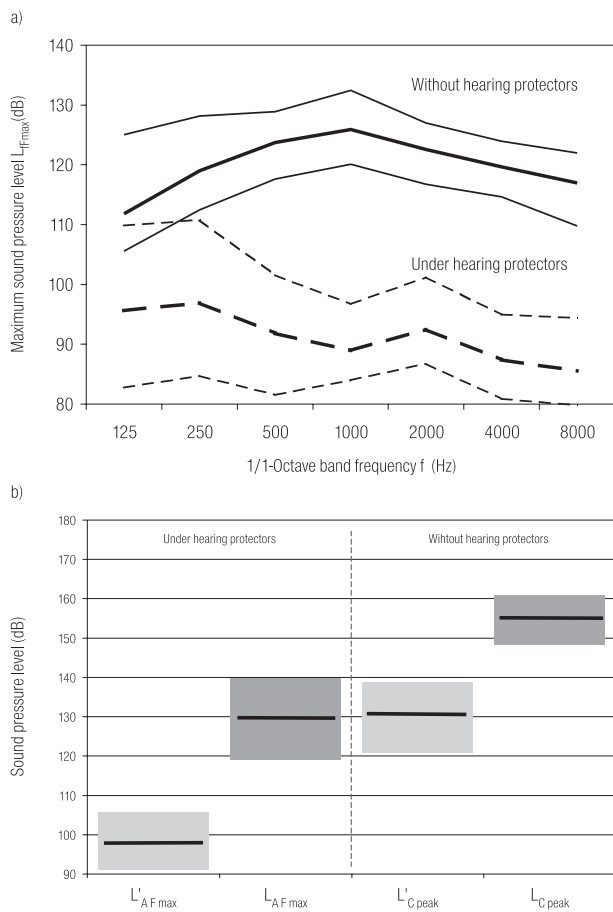 a)
140
130
120
110
100
90
80
Maximum sound pressure level LfFmax(dB)
Without hearing protectors
Under hearing protectors
125 250 500 1000 2000 4000 8000
1/1-Octave band frequency f (Hz)
b)
180
170
160
150
140
130
120
110
100
90
Sound pressure level (dB)
Under hearing protectors
Wihtout hearing protectors
L'A F max LA F max L'C peak LC peak